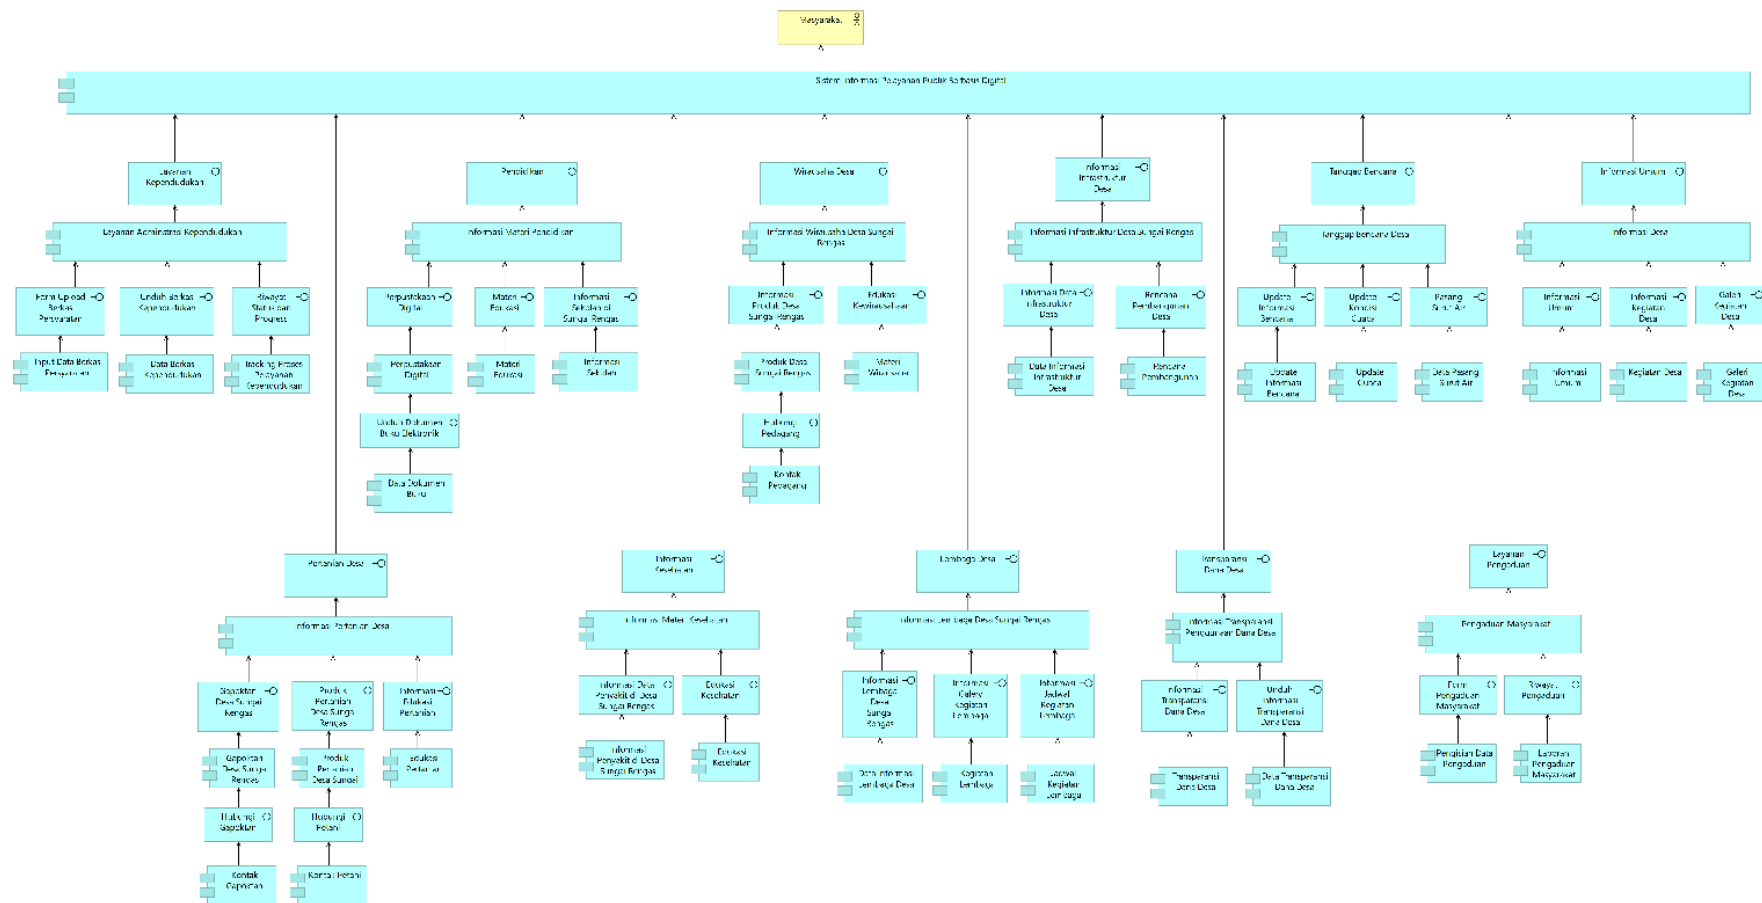 Masyarakat
Sistem Informasi Pelayanan Publik Berbasis Digital
Layanan
Kependudukan
Pendidikan
Wirausaha Desa
Informasi
Infrastruktur
Desa
Tanggap Bencana
Informasi Umum
Layanan Adminstrasi Kependudukan
Informasi Materi Pendidikan
Informasi Wirausaha Desa Sungai
Rengas
Informasi Infrastruktur Desa Sungai Rengas
Tanggap Bencana Desa
Informasi Desa
Form Upload
Berkas
Persyaratan
Unduh Berkas
Kependudukan
Riwayat
Status dan
Progress
Perpustakaan
Digital
Materi
Edukasi
Informasi
Sekolah di
Sungai Rengas
Informasi
Produk Desa
Sungai Rengas
Edukasi
Kewirausahaan
Informasi Data
Infrastruktur
Desa
Rencana
Pembangunan
Desa
Update
Informasi
Bencana
Update
Kondisi
Cuaca
Pasang
Surut Air
Informasi
Umum
Informasi
Kegiatan
Desa
Galeri
Kegiatan
Desa
Input Data Berkas
Persyaratan
Data Berkas
Kependudukan
Tracking Proses
Pelayanan
Kependudukan
Perpustakaan
Digital
Materi
Edukasi
Informasi
Sekolah
Produk Desa
Sungai Rengas
Materi
Wirausaha
Data Informasi
Infrastruktur
Desa
Rencana
Pembangunan
Update
Informasi
Bencana
Update
Cuaca
Data Pasang
Surut Air
Informasi
Umum
Kegiatan Desa
Galeri
Kegiatan
Desa
Unduh Dokumen
Buku Elektronik
Hubungi
Pedagang
Data Dokumen
Buku
Kontak
Pedagang
Pertanian Desa
Informasi
Kesehatan
Lembaga Desa
Transparansi
Dana Desa
Layanan
Pengaduan
Informasi Pertanian Desa
Informasi Materi Kesehatan
Informasi Lembaga Desa Sungai Rengas
Informasi Transparansi
Penggunaan Dana Desa
Pengaduan Masyarakat
Gapoktan
Desa Sungai
Rengas
Produk
Pertanian
Desa Sungai
Rengas
Informasi
Edukasi
Pertanian
Informasi Data
Penyakit di Desa
Sungai Rengas
Edukasi
Kesehatan
Informasi
Lembaga
Desa
Sungai
Rengas
Informasi
Galery
Kegiatan
Lembaga
Informasi
Jadwal
Kegiatan
Lembaga
Informasi
Transparansi
Dana Desa
Unduh
Informasi
Transparansi
Dana Desa
Form
Pengaduan
Masyarakat
Riwayat
Pengaduan
Gapoktan
Desa Sungai
Rengas
Produk
Pertanian
Desa Sungai
Edukasi
Pertanian
Informasi
Penyakit di Desa
Sungai Rengas
Edukasi
Kesehatan
Data Informasi
Lembaga Desa
Kegiatan
Lembaga
Jadwal
Kegiatan
Lembaga
Transparansi
Dana Desa
Data Transparansi
Dana Desa
Pengisian Data
Pengaduan
Laporan
Pengaduan
Masyarakat
Hubungi
Gapoktan
Hubungi
Petani
Kontak
Gapoktan
Kontak Petani